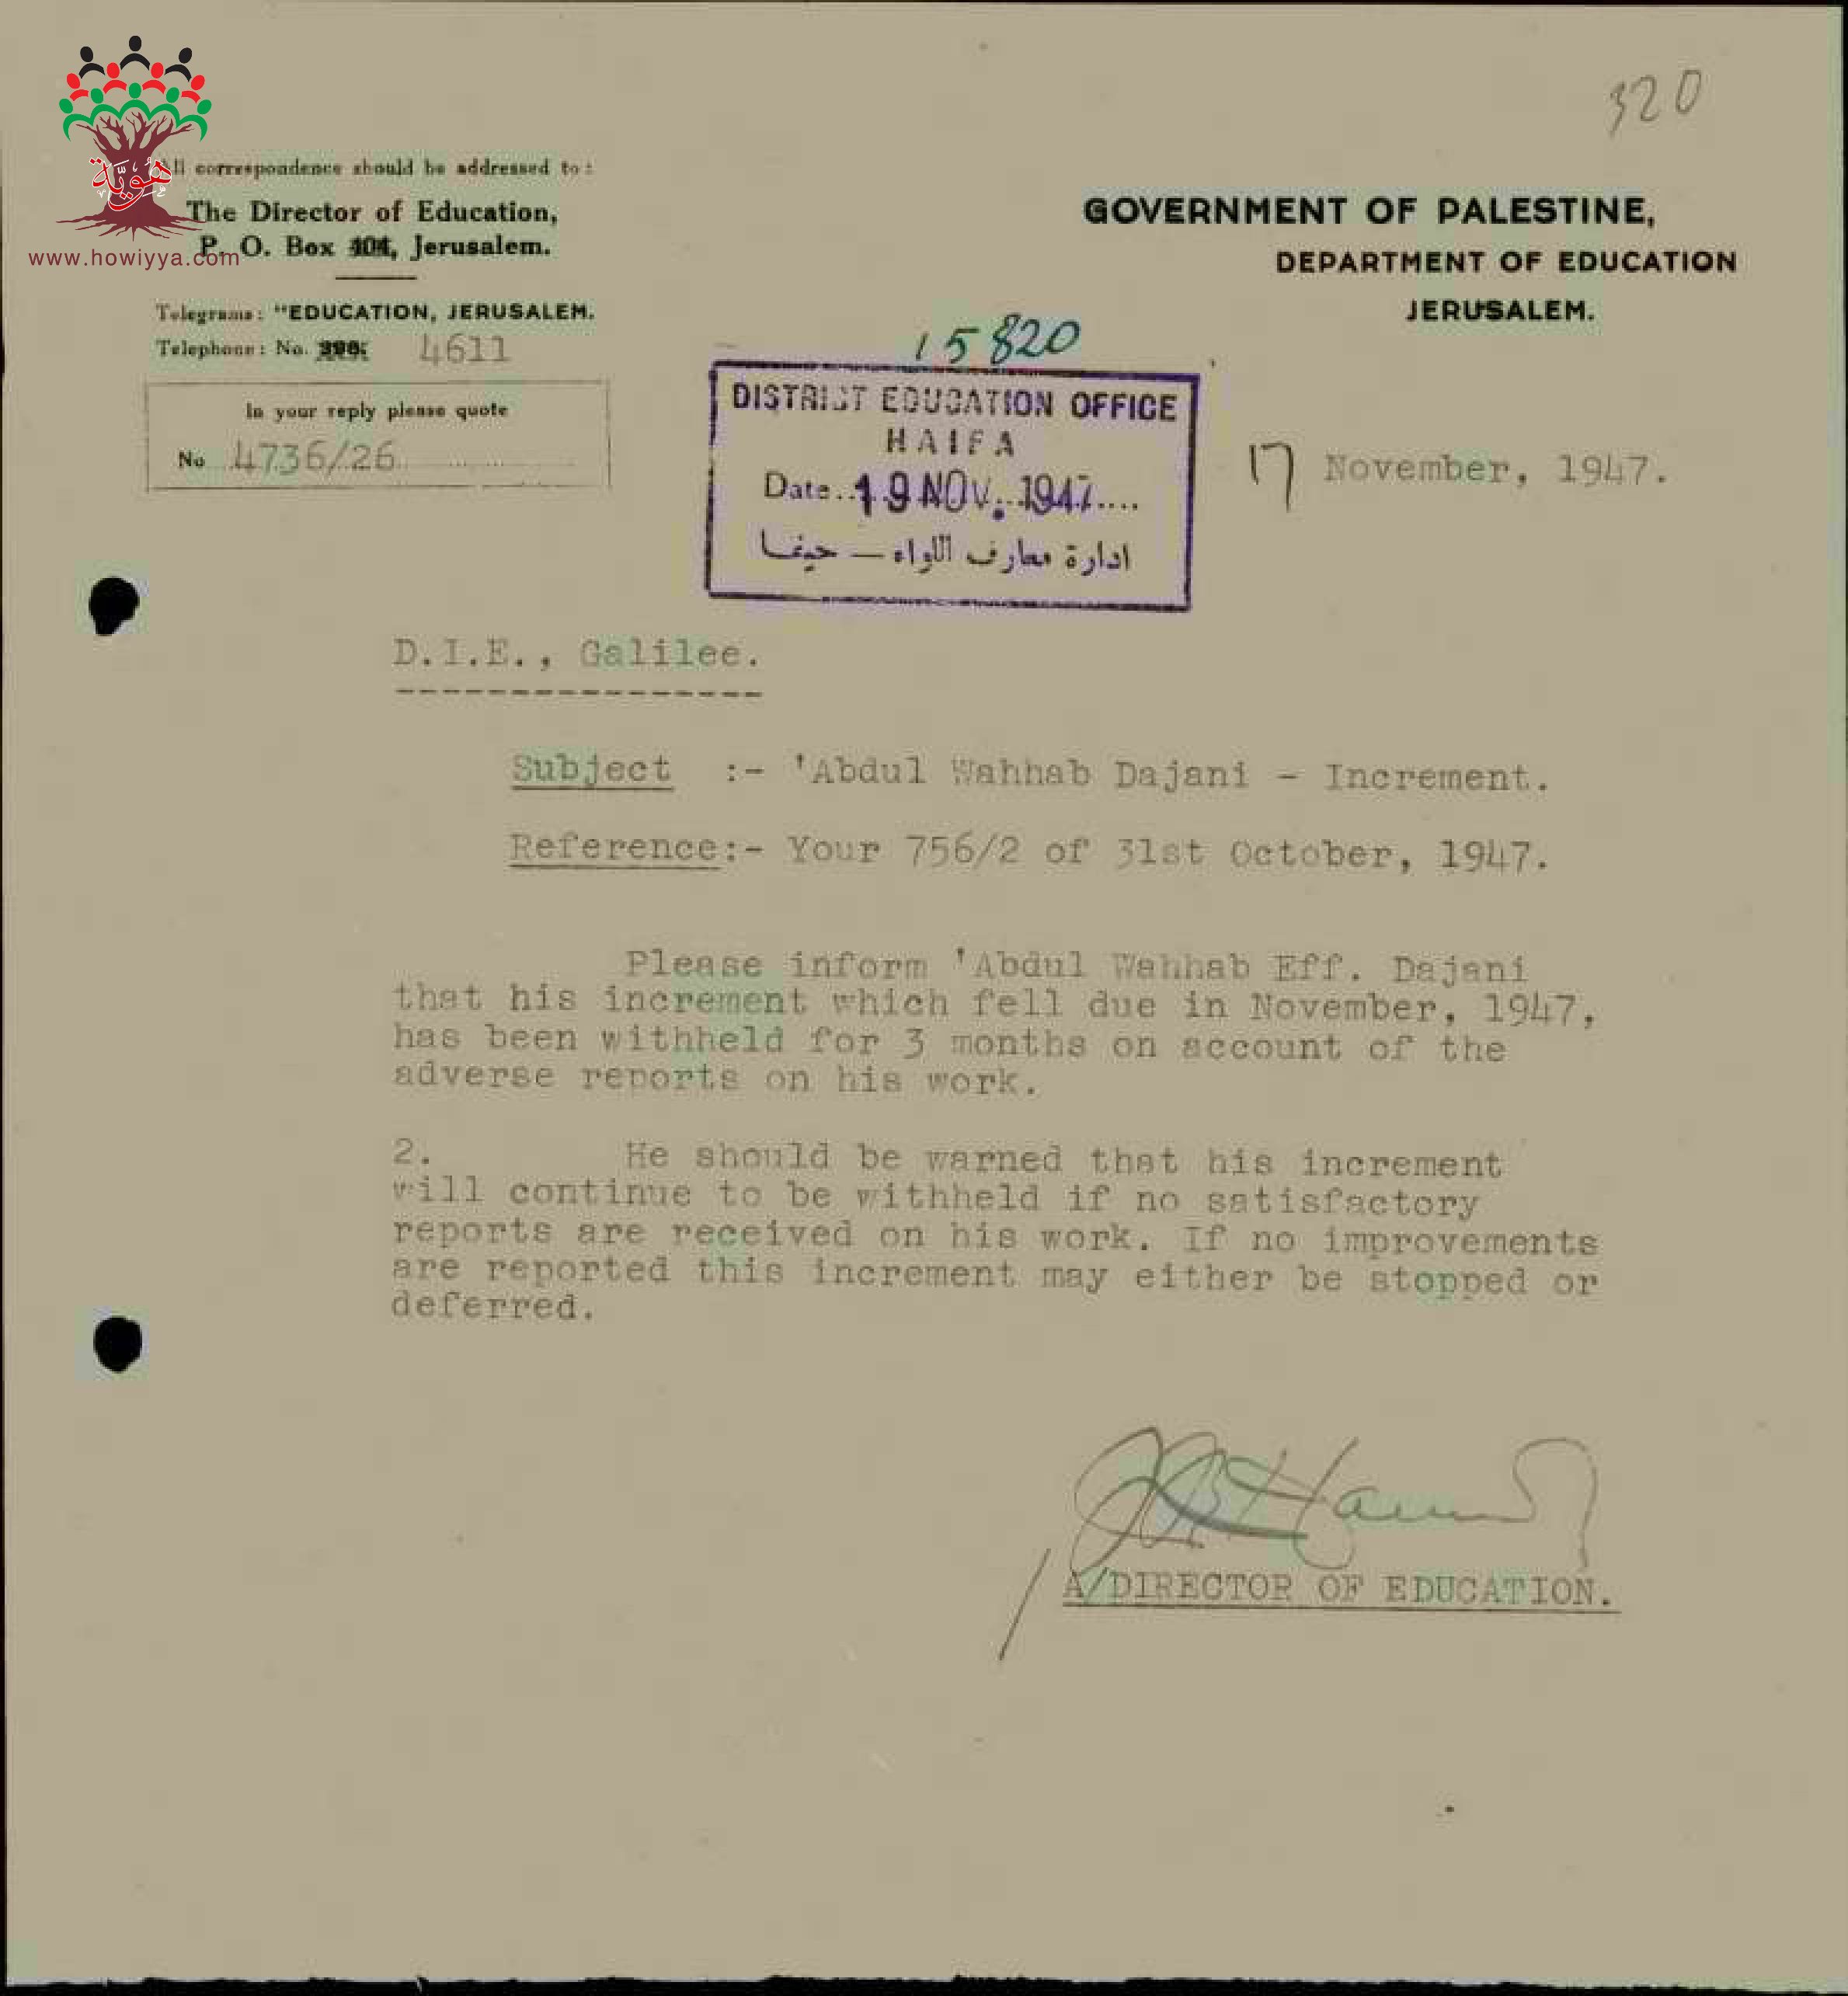 320
هويّة
www.howiyya.com
All correspondence should be addressed to :
The Director of Education,
P. O. Box 404, Jerusalem.
Telegrams : "EDUCATION, JERUSALEM.
Telephone : No. 4611
In your reply please quote
No 4736/26
GOVERNMENT OF PALESTINE,
DEPARTMENT OF EDUCATION
JERUSALEM.
15820
DISTRICT EDUCATION OFFICE
HAIFA
Date..19 NOV. 1947....
ادارة معارف اللواء — حيفا
17 November, 1947.
D.I.E., Galilee.
Subject :- 'Abdul Wahhab Dajani - Increment.
Reference:- Your 756/2 of 31st October, 1947.
Please inform 'Abdul Wahhab Eff. Dajani
that his increment which fell due in November, 1947,
has been withheld for 3 months on account of the
adverse reports on his work.
2. He should be warned that his increment
will continue to be withheld if no satisfactory
reports are received on his work. If no improvements
are reported this increment may either be stopped or
deferred.
A/DIRECTOR OF EDUCATION.